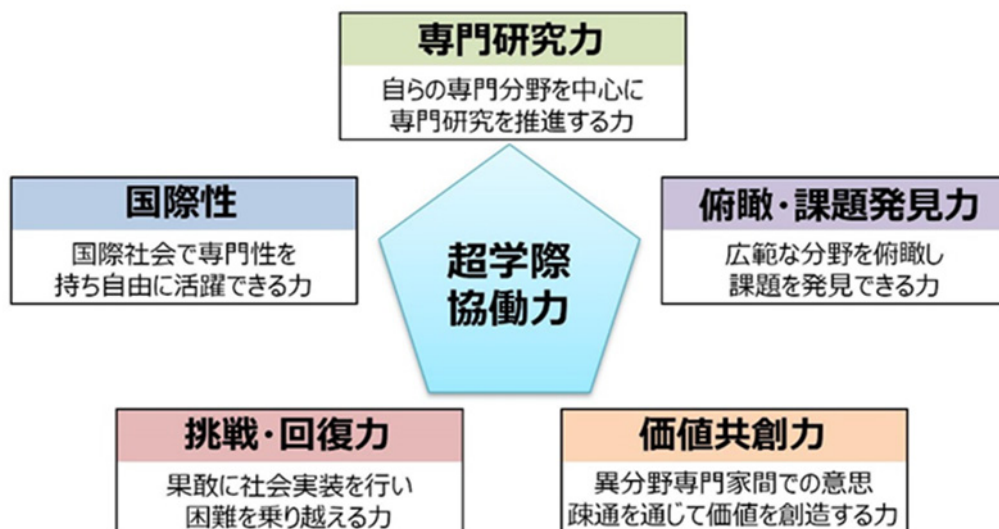 専門研究力
自らの専門分野を中心に
専門研究を推進する力
国際性
国際社会で専門性を
持ち自由に活躍できる力
超学際
協働力
俯瞰・課題発見力
広範な分野を俯瞰し
課題を発見できる力
挑戦・回復力
果敢に社会実装を行い
困難を乗り越える力
価値共創力
異分野専門家間での意思
疎通を通じて価値を創造する力